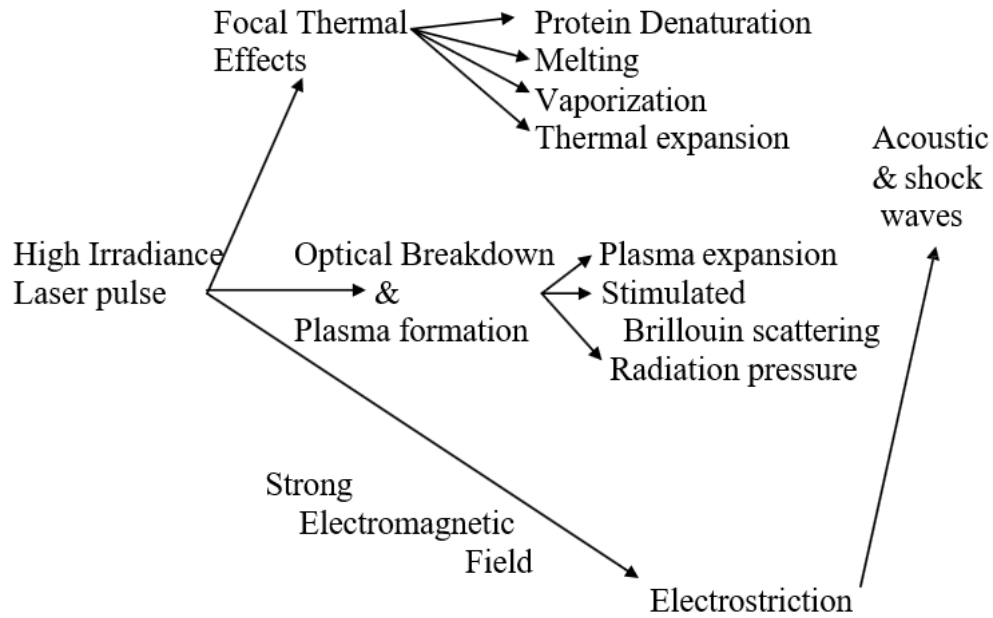 Focal Thermal
Effects
Protein Denaturation
Melting
Vaporization
Thermal expansion
Acoustic
& shock
waves
High Irradiance
Laser pulse
Optical Breakdown
&
Plasma formation
Plasma expansion
Stimulated
Brillouin scattering
Radiation pressure
Strong
Electromagnetic
Field
Electrostriction